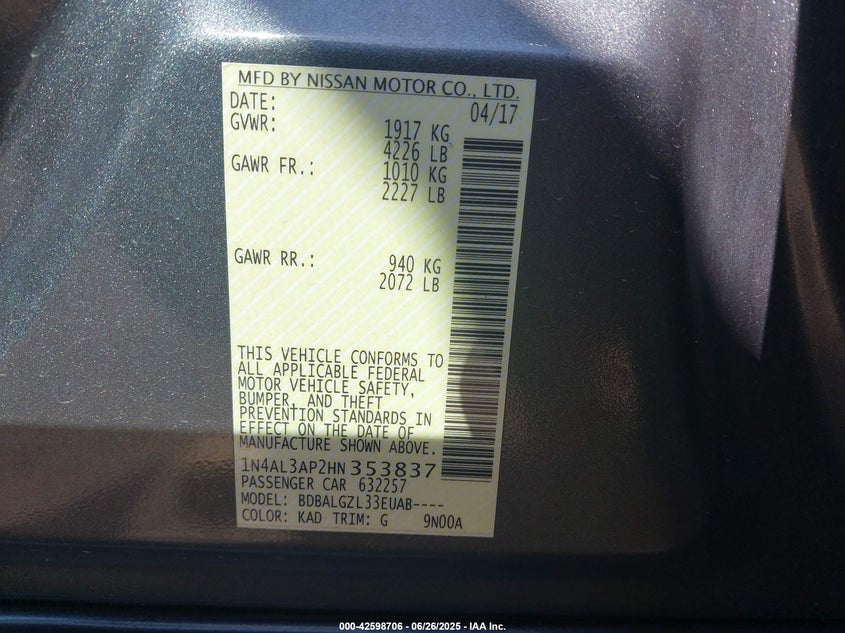 MFD BY NISSAN MOTOR CO., LTD.
DATE: 04/17
GVWR: 1917 KG
4226 LB
GAWR FR.: 1010 KG
2227 LB
GAWR RR.: 940 KG
2072 LB
THIS VEHICLE CONFORMS TO
ALL APPLICABLE FEDERAL
MOTOR VEHICLE SAFETY,
BUMPER, AND THEFT
PREVENTION STANDARDS IN
EFFECT ON THE DATE OF
MANUFACTURE SHOWN ABOVE.
1N4AL3AP2HN353837
PASSENGER CAR 632257
MODEL: BDBALGZL33EUAB----
COLOR: KAD TRIM: G 9N00A
000-42598706 - 06/26/2025 - IAA Inc.